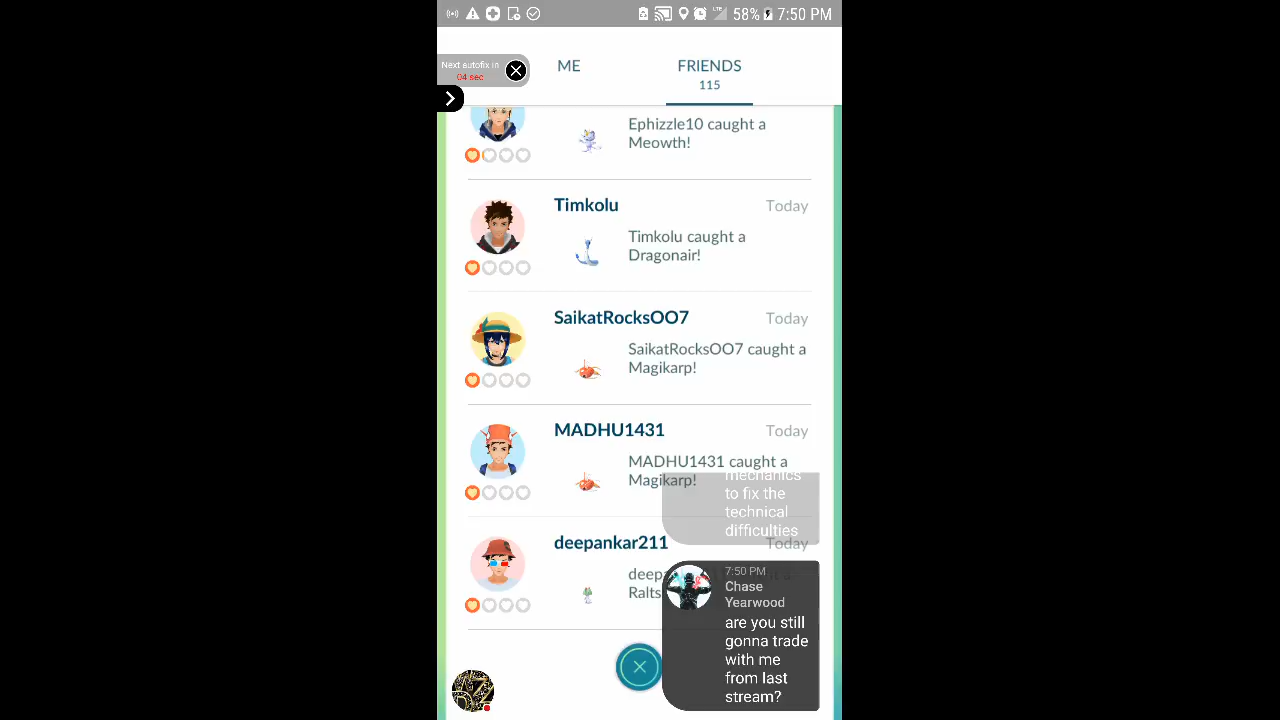 LTE 58% 7:50 PM
Next autofix in
04 sec
ME
FRIENDS
115
Ephizzle10 caught a
Meowth!
Timkolu
Today
Timkolu caught a
Dragonair!
SaikatRocksOO7
Today
SaikatRocksOO7 caught a
Magikarp!
MADHU1431
Today
MADHU1431 caught a
Magikarp!
mechanics
to fix the
technical
difficulties
deepankar211
Today
Ralts
7:50 PM
Chase
Yearwood
are you still
gonna trade
with me
from last
stream?